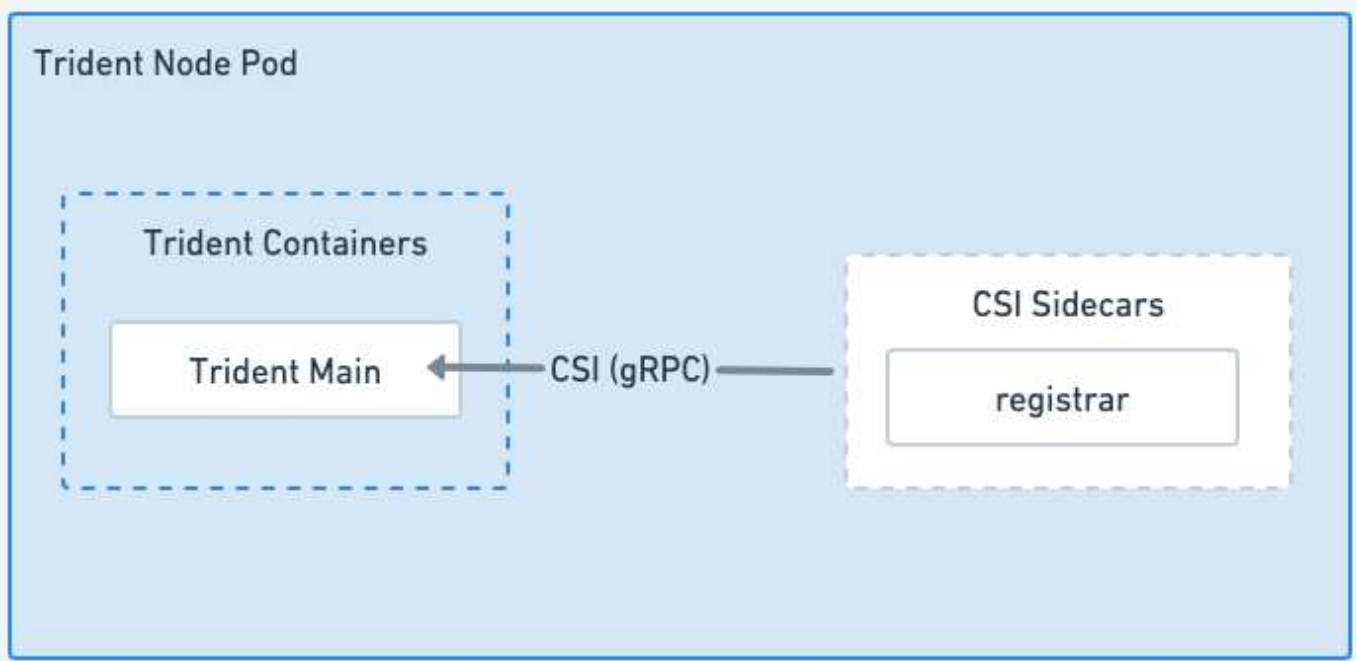 Trident Node Pod
Trident Containers
Trident Main
CSI (gRPC)
CSI Sidecars
registrar